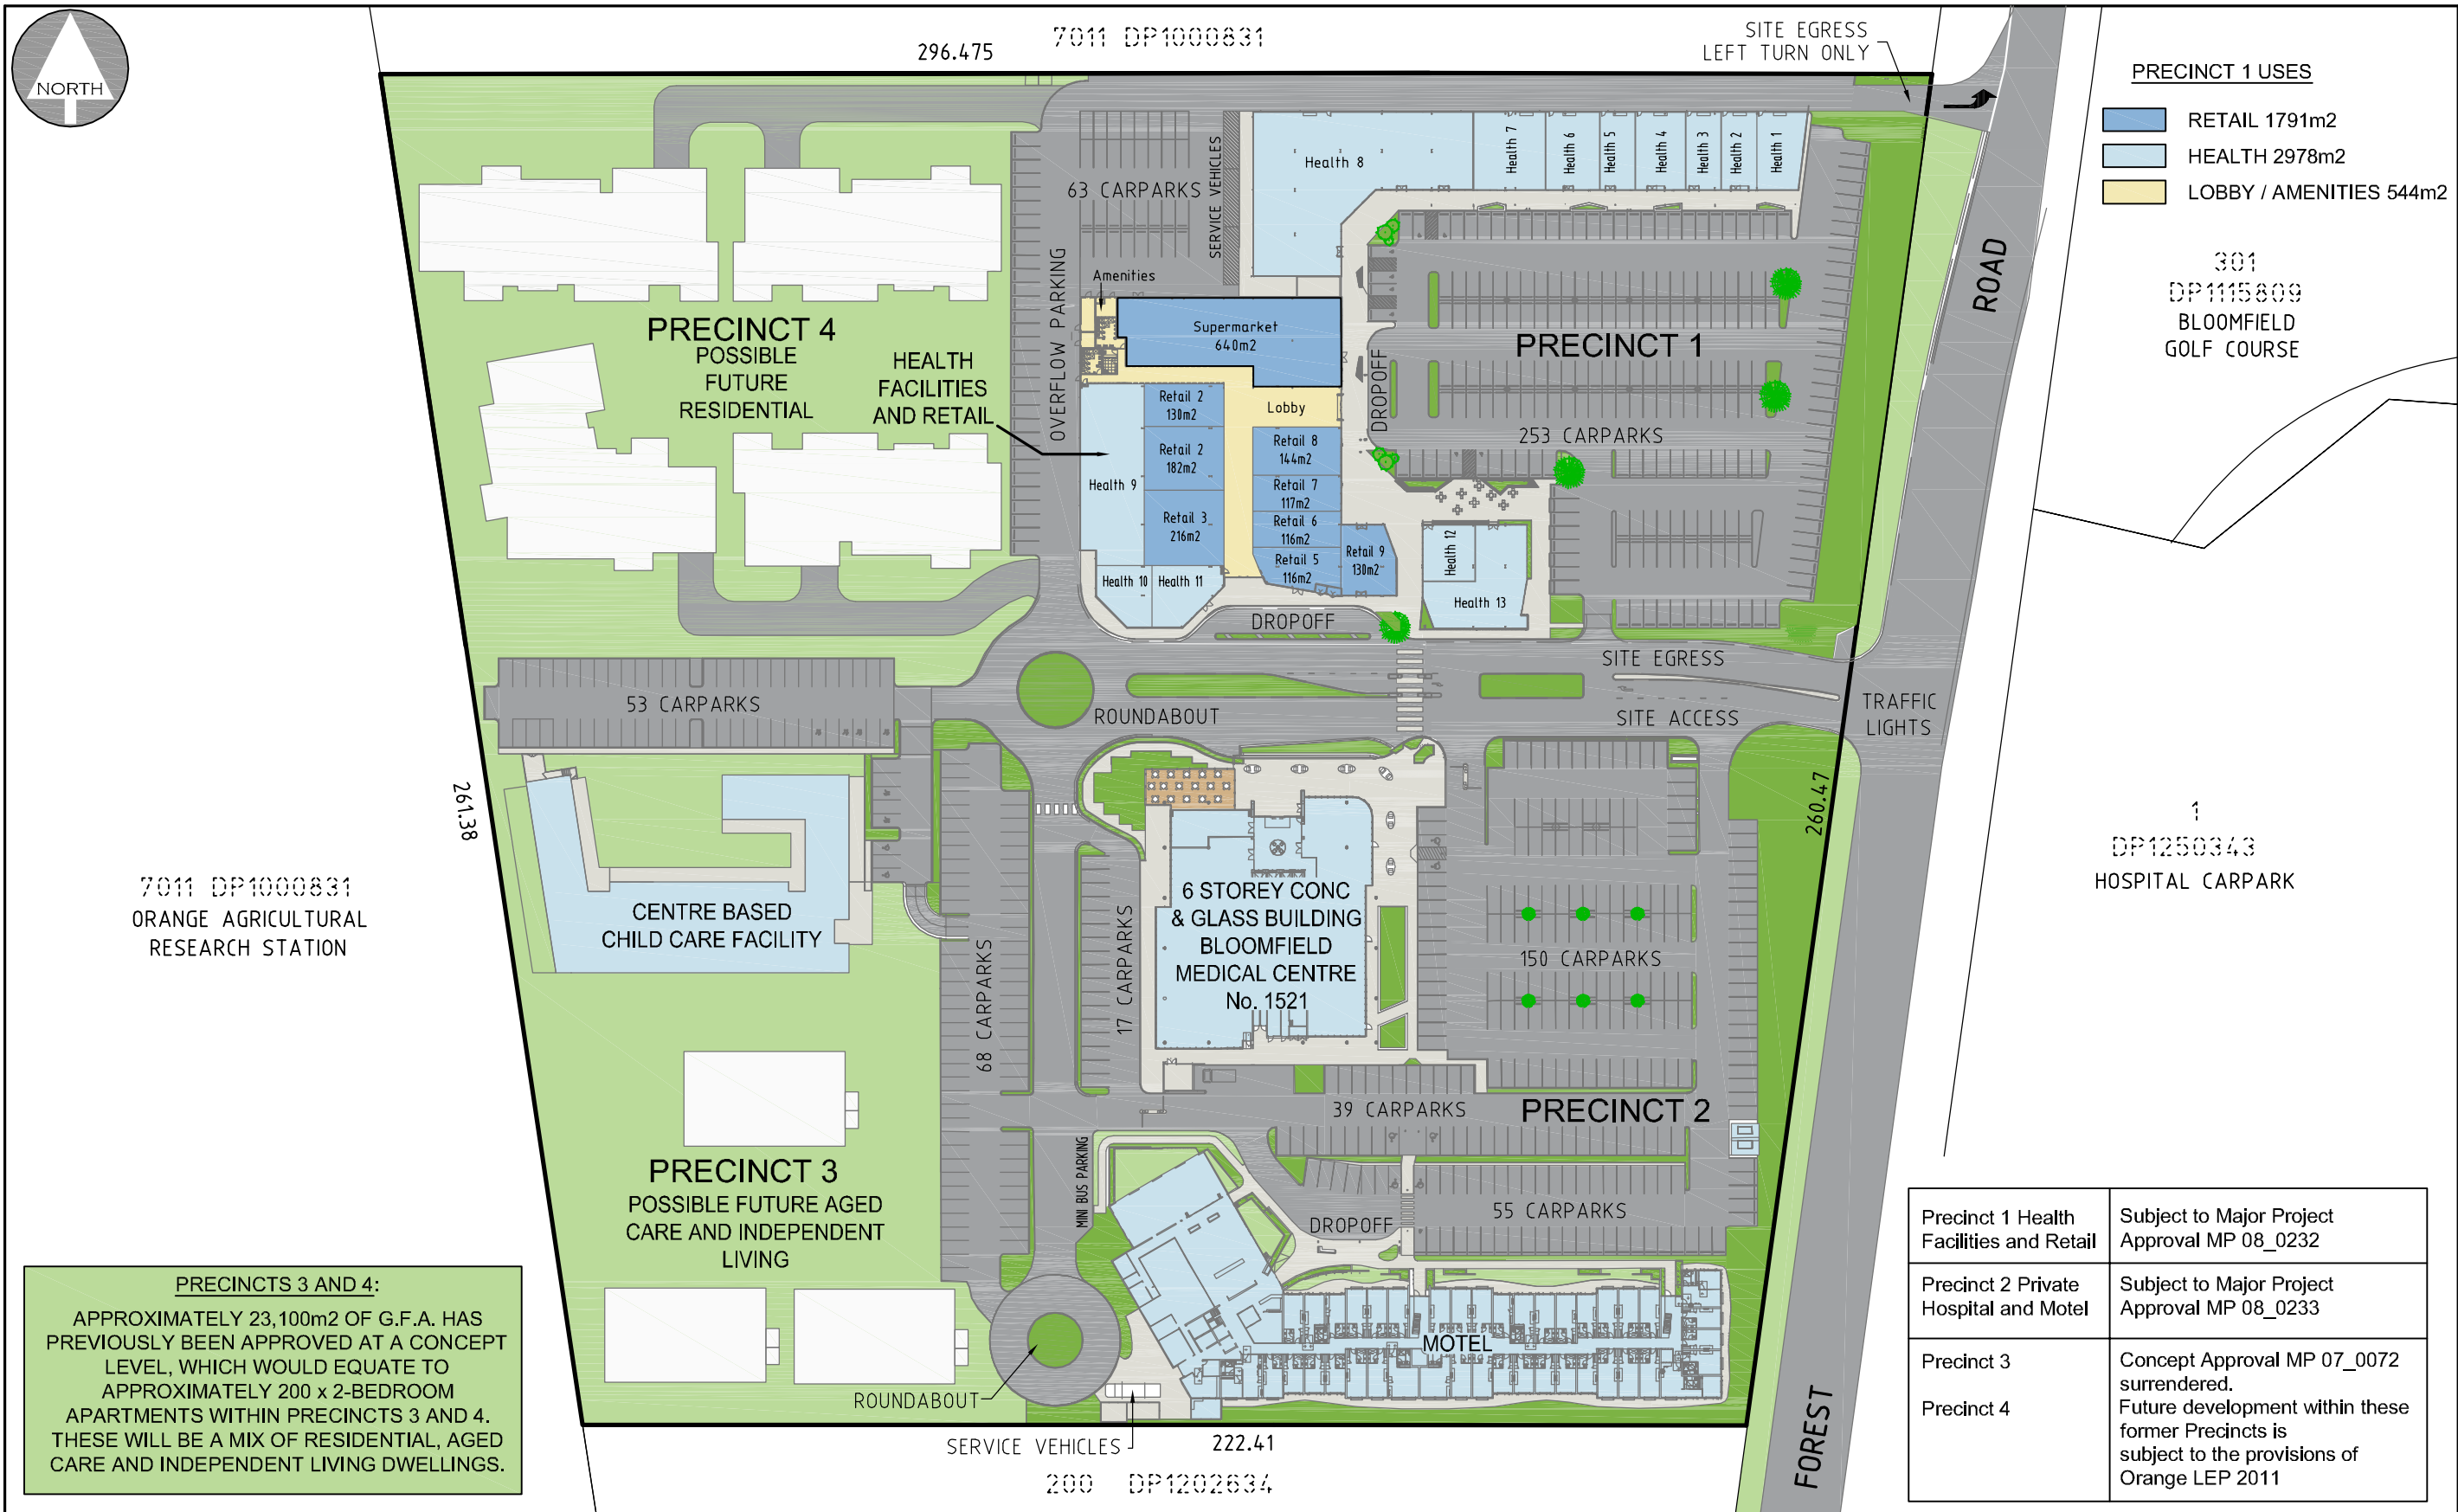 NORTH
296.475
7011 DP1000831
SITE EGRESS
LEFT TURN ONLY
PRECINCT 1 USES
RETAIL 1791m2
HEALTH 2978m2
LOBBY / AMENITIES 544m2
301
DP1115809
BLOOMFIELD
GOLF COURSE
ROAD
63 CARPARKS
SERVICE VEHICLES
Health 8
Health 7
Health 6
Health 5
Health 4
Health 3
Health 2
Health 1
OVERFLOW PARKING
Amenities
Supermarket
640m2
PRECINCT 4
POSSIBLE
FUTURE
RESIDENTIAL
HEALTH
FACILITIES
AND RETAIL
PRECINCT 1
DROPOFF
253 CARPARKS
Retail 2
130m2
Lobby
Retail 2
182m2
Retail 8
144m2
Health 9
Retail 7
117m2
Retail 3
216m2
Retail 6
116m2
Retail 5
116m2
Retail 9
130m2
Health 10
Health 11
Health 12
Health 13
DROPOFF
SITE EGRESS
53 CARPARKS
ROUNDABOUT
SITE ACCESS
TRAFFIC
LIGHTS
261.38
260.47
7011 DP1000831
ORANGE AGRICULTURAL
RESEARCH STATION
CENTRE BASED
CHILD CARE FACILITY
68 CARPARKS
17 CARPARKS
6 STOREY CONC
& GLASS BUILDING
BLOOMFIELD
MEDICAL CENTRE
No. 1521
150 CARPARKS
1
DP1250343
HOSPITAL CARPARK
39 CARPARKS
PRECINCT 2
MINI BUS PARKING
PRECINCT 3
POSSIBLE FUTURE AGED
CARE AND INDEPENDENT
LIVING
DROPOFF
55 CARPARKS
MOTEL
ROUNDABOUT
SERVICE VEHICLES
222.41
200 DP1202634
FOREST
PRECINCTS 3 AND 4:
APPROXIMATELY 23,100m2 OF G.F.A. HAS
PREVIOUSLY BEEN APPROVED AT A CONCEPT
LEVEL, WHICH WOULD EQUATE TO
APPROXIMATELY 200 x 2-BEDROOM
APARTMENTS WITHIN PRECINCTS 3 AND 4.
THESE WILL BE A MIX OF RESIDENTIAL, AGED
CARE AND INDEPENDENT LIVING DWELLINGS.
Precinct 1 Health
Facilities and Retail
Subject to Major Project
Approval MP 08_0232
Precinct 2 Private
Hospital and Motel
Subject to Major Project
Approval MP 08_0233
Precinct 3
Precinct 4
Concept Approval MP 07_0072
surrendered.
Future development within these
former Precincts is
subject to the provisions of
Orange LEP 2011